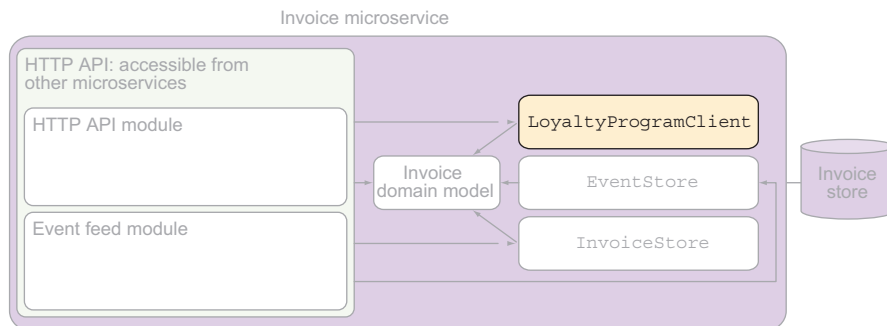 Invoice microservice
HTTP API: accessible from
other microservices
HTTP API module
LoyaltyProgramClient
Invoice
domain model
EventStore
Invoice
store
Event feed module
InvoiceStore